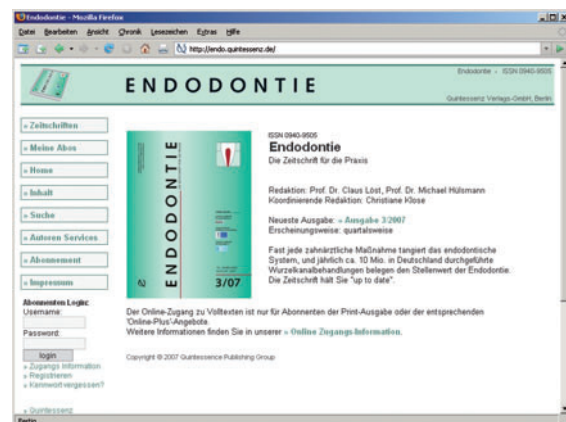 Endodontie - Mozilla Firefox
Datei Bearbeiten Ansicht Chronik Lesezeichen Extras Hilfe
http://endo.quintessenz.de/
ENDODONTIE
Endodontie - ISSN 0940-9505
Quintessenz Verlags-GmbH, Berlin
» Zeitschriften
» Meine Abos
» Home
» Inhalt
» Suche
» Autoren Services
» Abonnement
» Impressum
Abonnenten Login:
Username:
Password:
login
» Zugangs Information
» Registrieren
» Kennwort vergessen?
» Quintessenz
ENDODONTIE
3/07
ISSN 0940-9505
Endodontie
Die Zeitschrift für die Praxis
Redaktion: Prof. Dr. Claus Löst, Prof. Dr. Michael Hülsmann
Koordinierende Redaktion: Christiane Klose
Neueste Ausgabe: » Ausgabe 3/2007
Erscheinungsweise: quartalsweise
Fast jede zahnärztliche Maßnahme tangiert das endodontische
System, und jährlich ca. 10 Mio. in Deutschland durchgeführte
Wurzelkanalbehandlungen belegen den Stellenwert der Endodontie.
Die Zeitschrift hält Sie "up to date".
Der Online-Zugang zu Volltexten ist nur für Abonnenten der Print-Ausgabe oder der entsprechenden
'Online-Plus'-Angebote.
Weitere Informationen finden Sie in unserer » Online Zugangs-Information.
Copyright © 2007 Quintessence Publishing Group
Fertig